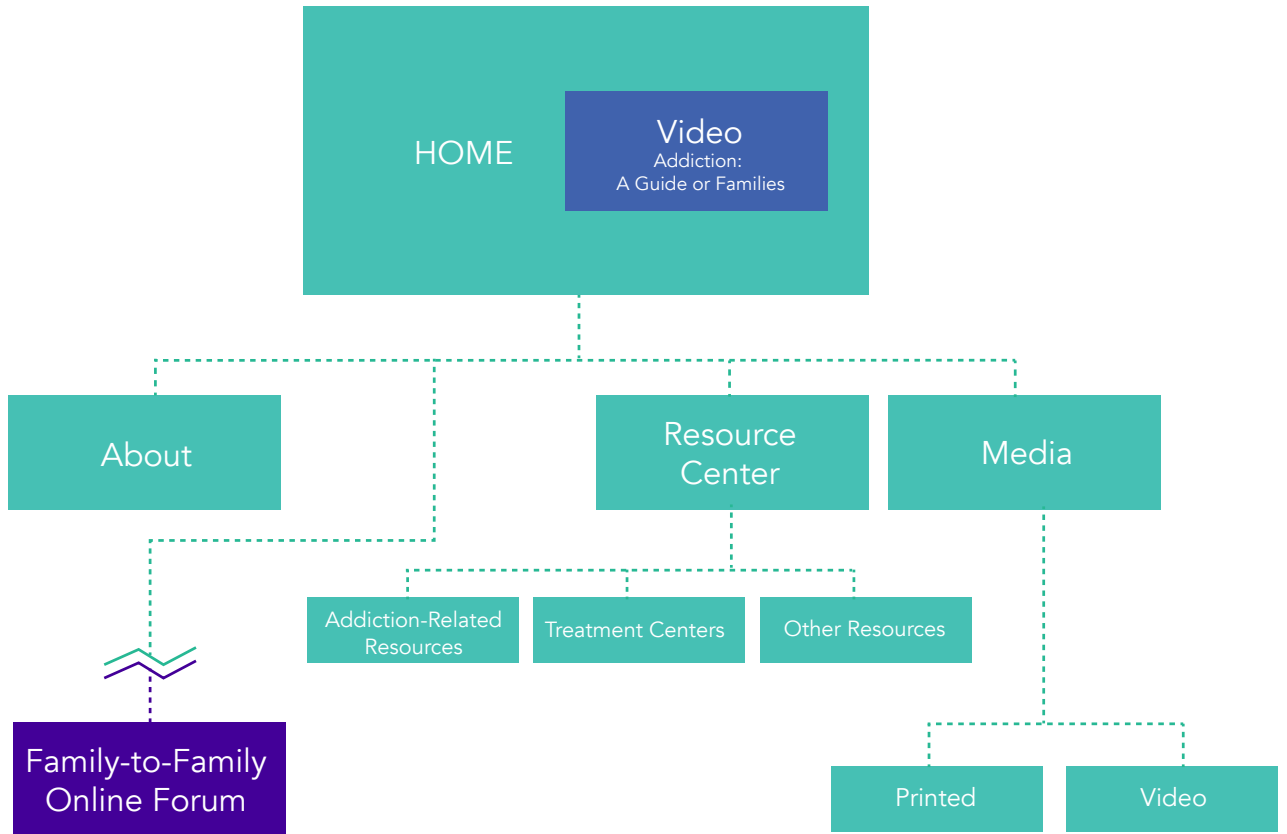 HOME
Video
Addiction:
A Guide or Families
About
Resource
Center
Media
Addiction-Related
Resources
Treatment Centers
Other Resources
Family-to-Family
Online Forum
Printed
Video